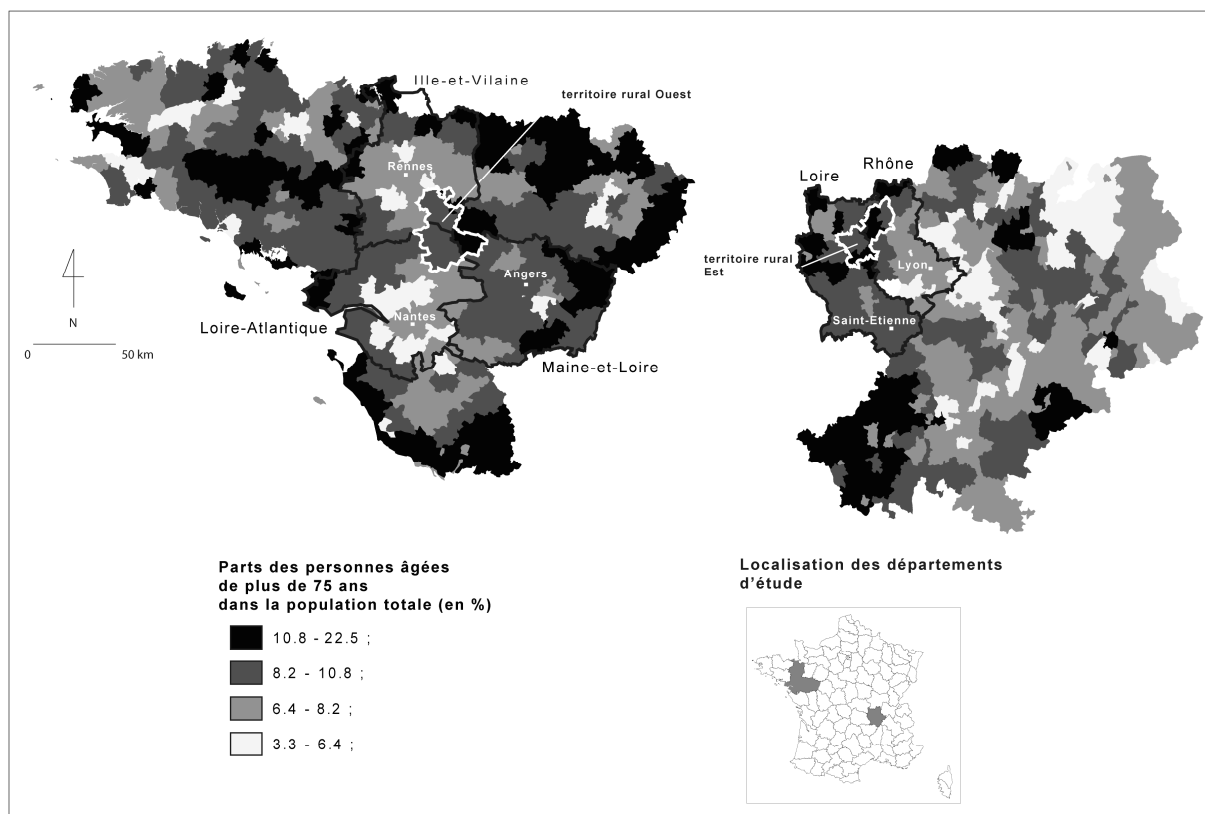 Ille-et-Vilaine
territoire rural Ouest
Rennes
Angers
Nantes
Loire-Atlantique
Maine-et-Loire
N
0
50 km
Loire
Rhône
territoire rural
Est
Lyon
Saint-Etienne
Parts des personnes âgées
de plus de 75 ans
dans la population totale (en %)
10.8 - 22.5 ;
8.2 - 10.8 ;
6.4 - 8.2 ;
3.3 - 6.4 ;
Localisation des départements
d'étude